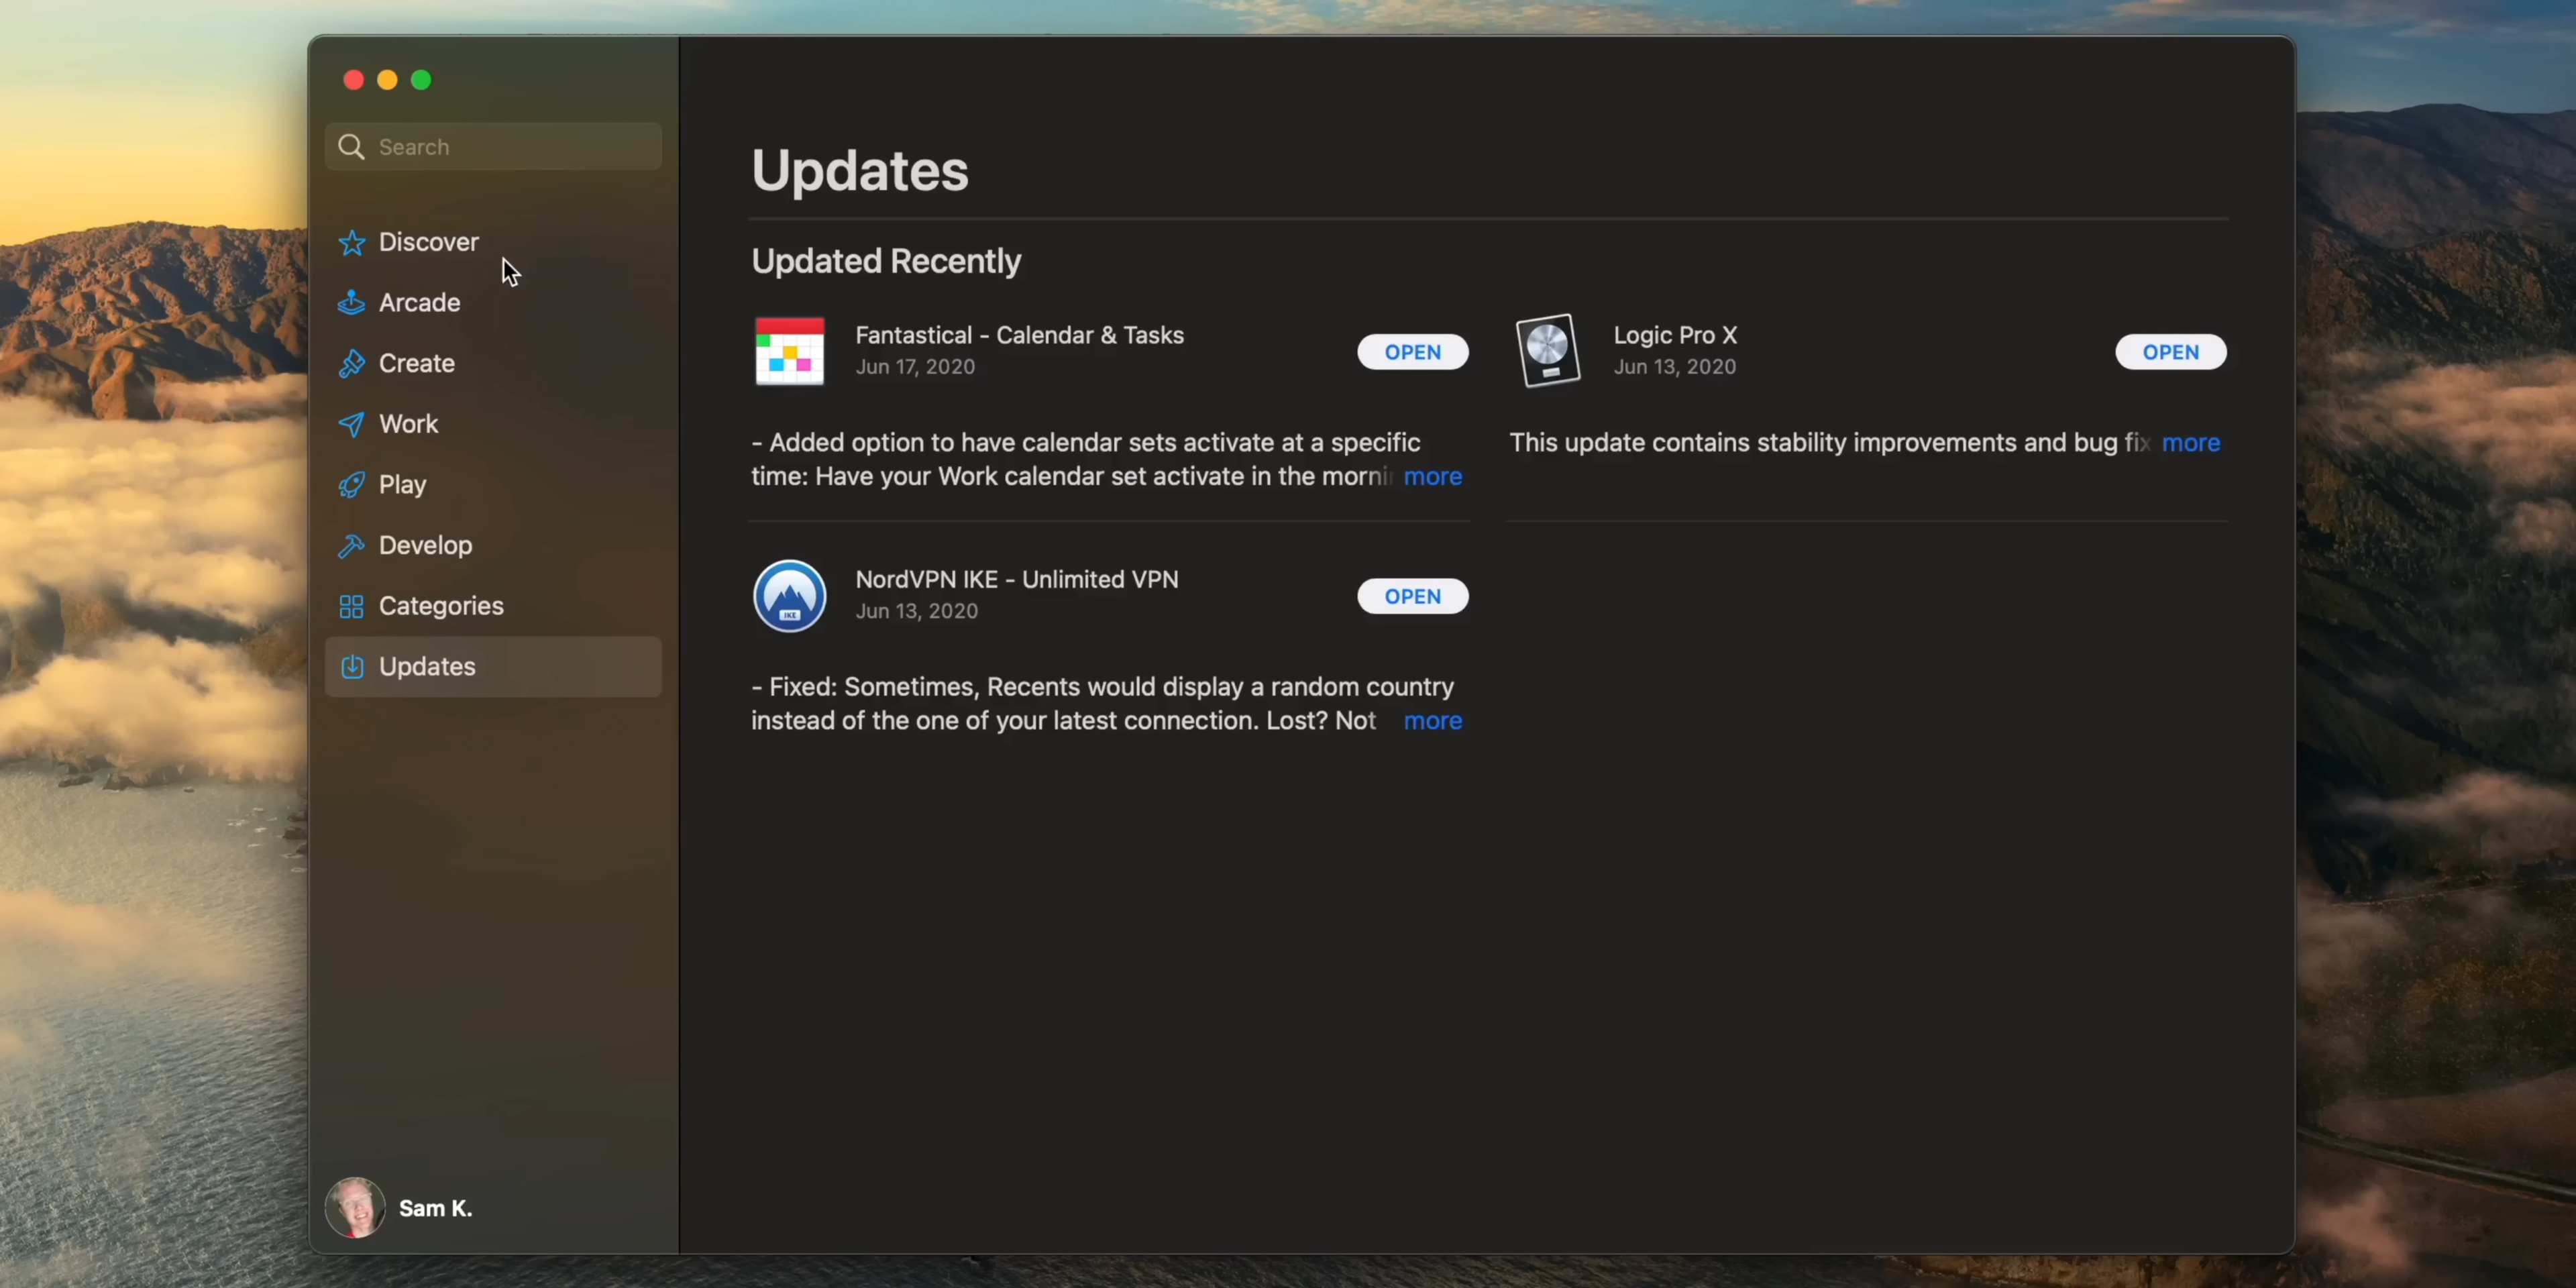 Search
Discover
Arcade
Create
Work
Play
Develop
Categories
Updates
Sam K.
Updates
Updated Recently
Fantastical - Calendar & Tasks
Jun 17, 2020
OPEN
- Added option to have calendar sets activate at a specific
time: Have your Work calendar set activate in the morni more
Logic Pro X
Jun 13, 2020
OPEN
This update contains stability improvements and bug fix more
IKE
NordVPN IKE - Unlimited VPN
Jun 13, 2020
OPEN
- Fixed: Sometimes, Recents would display a random country
instead of the one of your latest connection. Lost? Not more